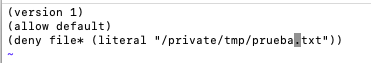 (version 1)
(allow default)
(deny file* (literal "/private/tmp/prueba.txt"))
~